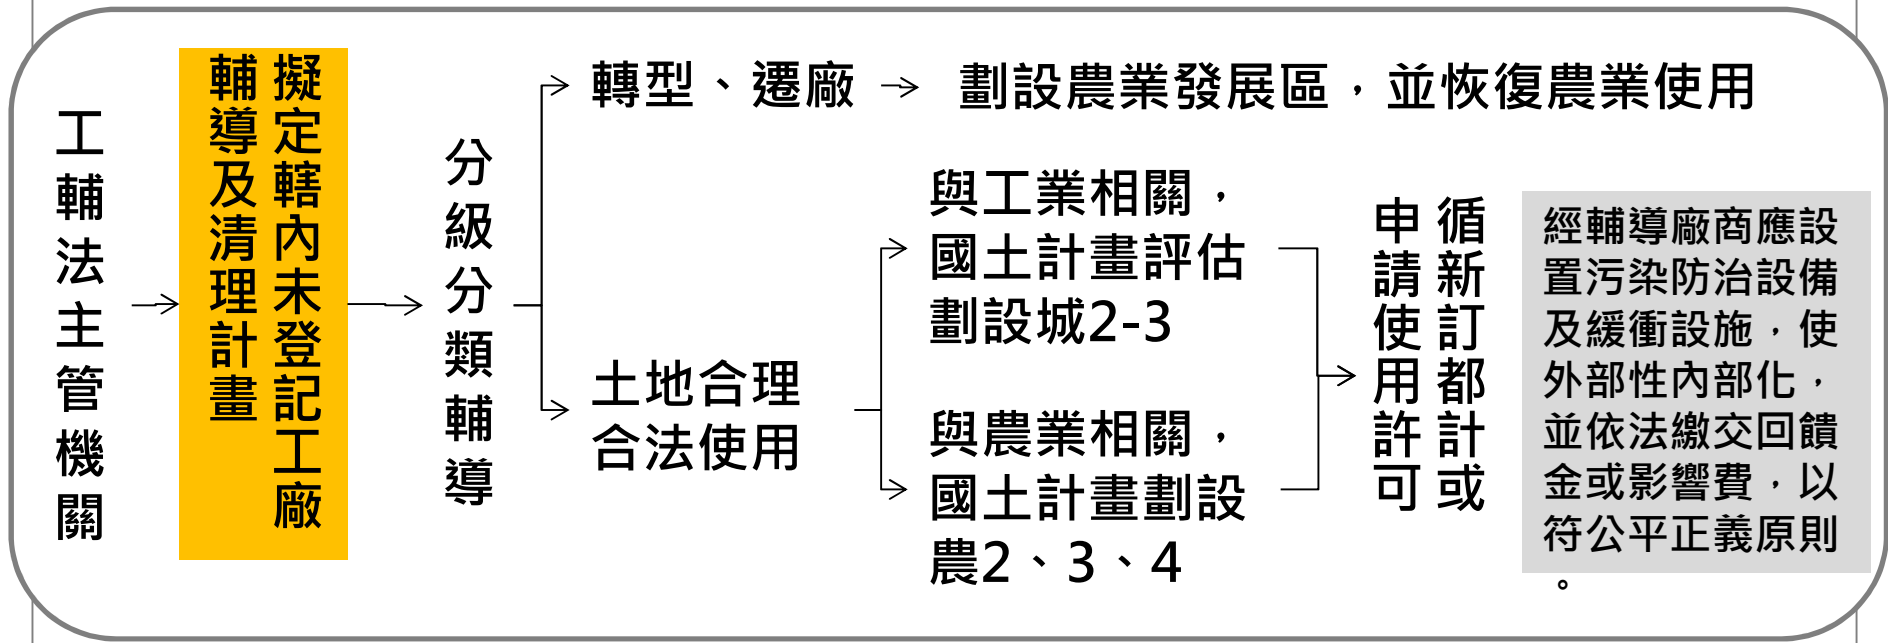 工輔法主管機關
擬定轄內未登記工廠
輔導及清理計畫
分級分類輔導
轉型、遷廠
劃設農業發展區，並恢復農業使用
土地合理
合法使用
與工業相關，
國土計畫評估
劃設城2-3
與農業相關，
國土計畫劃設
農2、3、4
循新訂都計或
申請使用許可
經輔導廠商應設
置污染防治設備
及緩衝設施，使
外部性內部化，
並依法繳交回饋
金或影響費，以
符公平正義原則
。